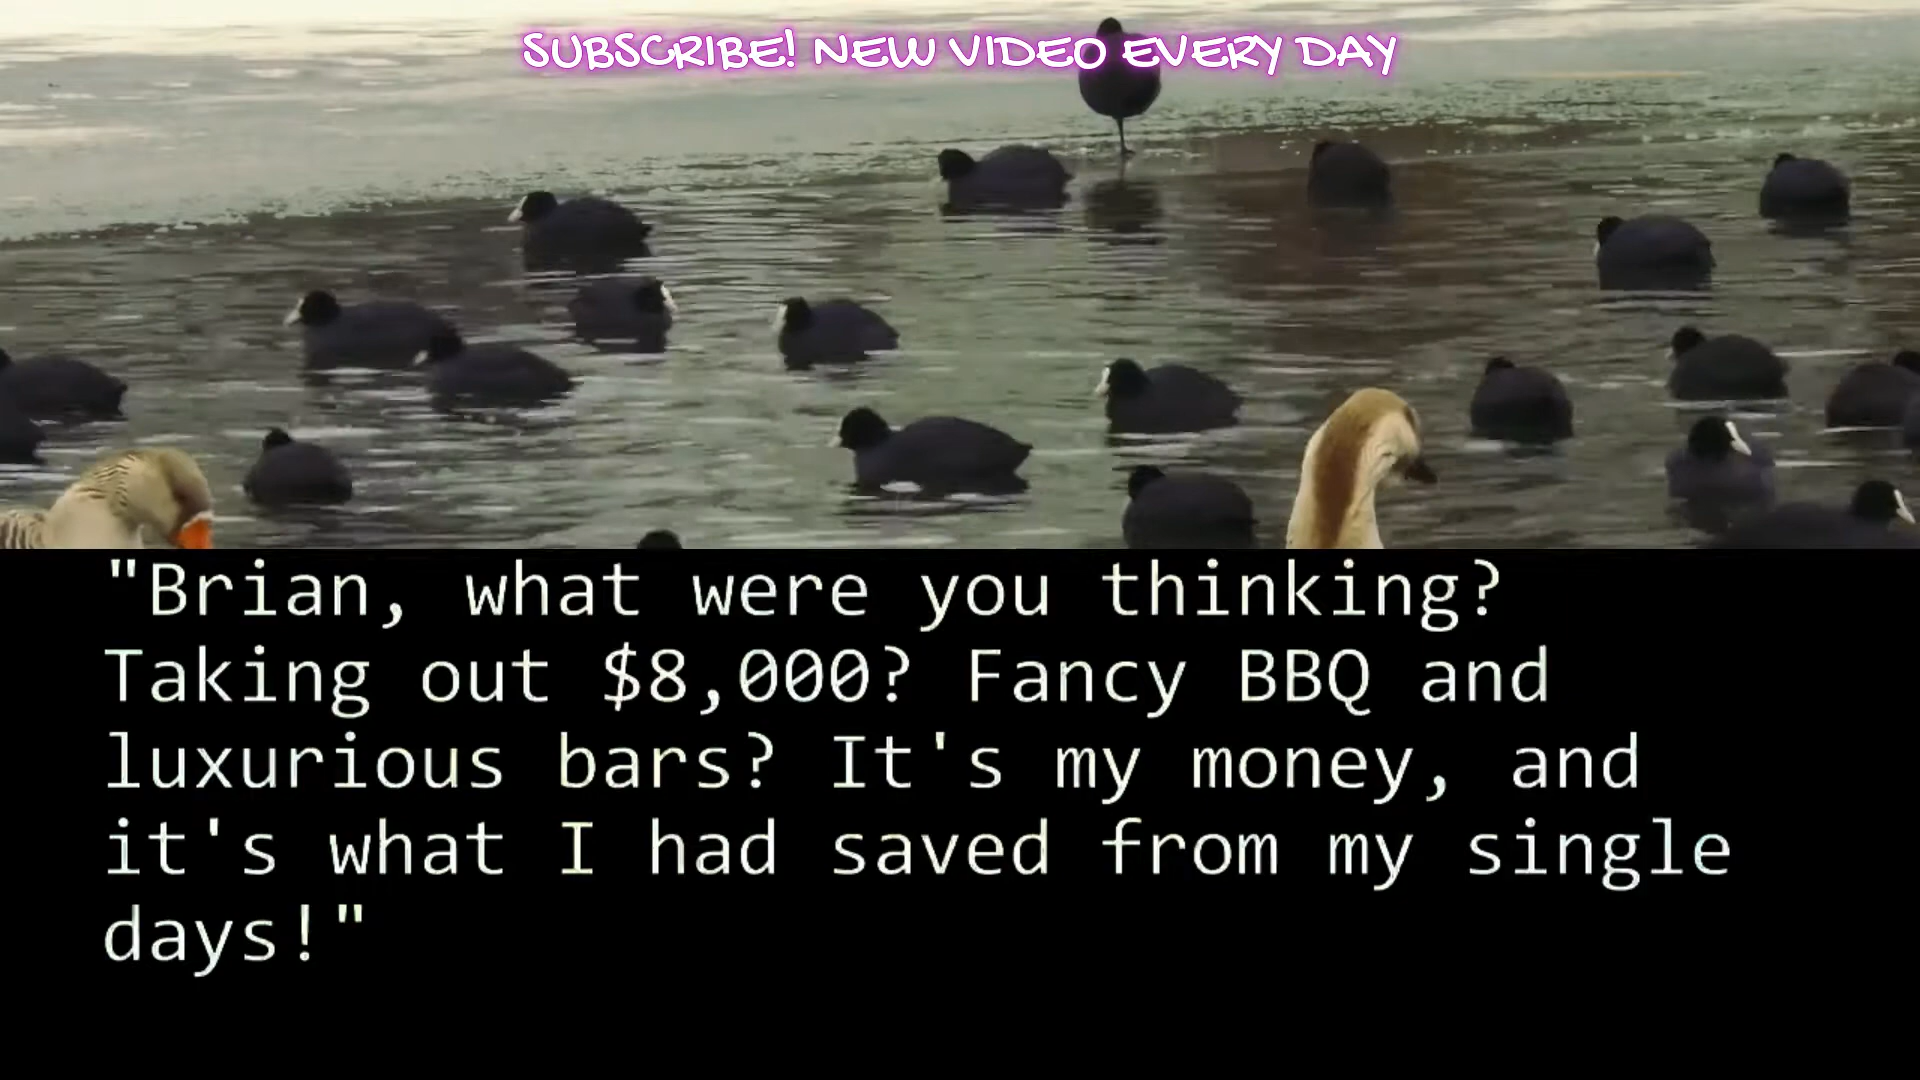 SUBSCRIBE! NEW VIDEO EVERY DAY
"Brian, what were you thinking?
Taking out $8,000? Fancy BBQ and
luxurious bars? It's my money, and
it's what I had saved from my single
days!"